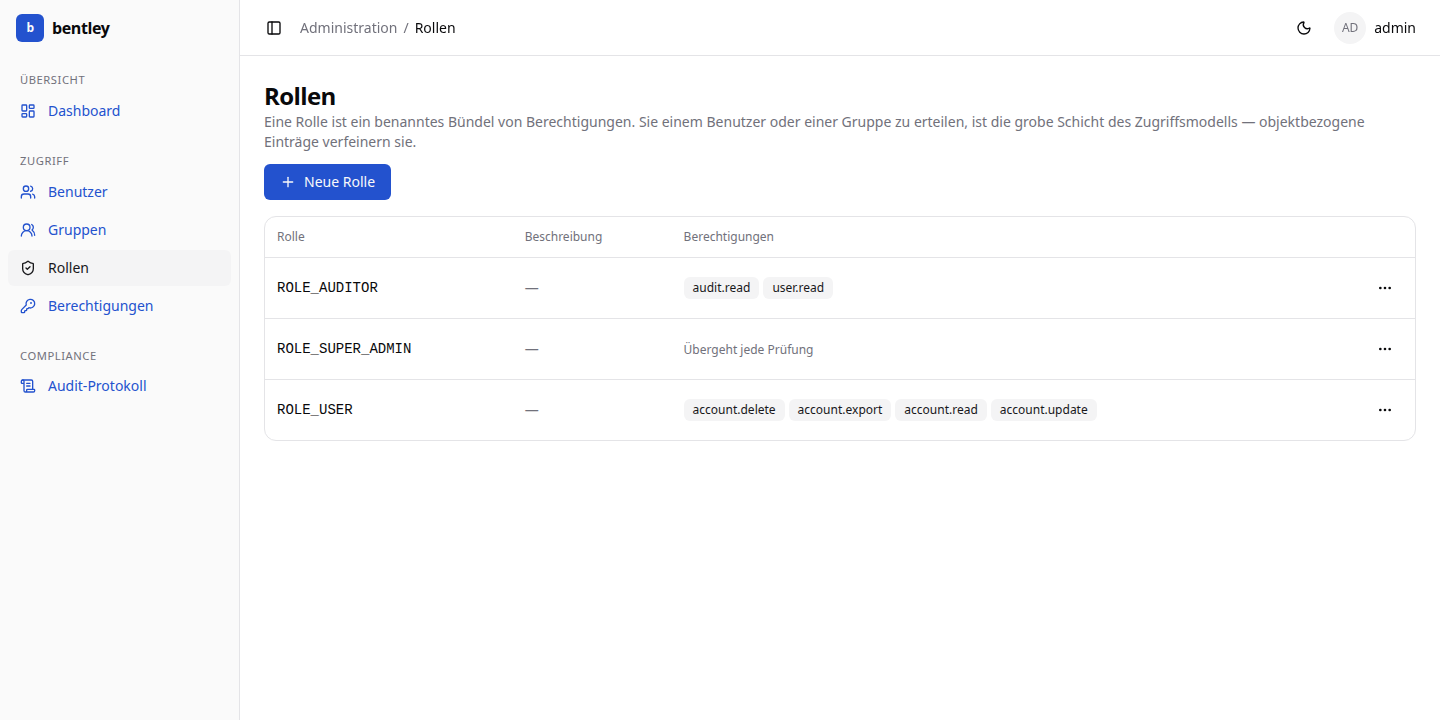 b bentley
Administration / Rollen
AD admin
ÜBERSICHT
Dashboard
ZUGRIFF
Benutzer
Gruppen
Rollen
Berechtigungen
COMPLIANCE
Audit-Protokoll
Rollen
Eine Rolle ist ein benanntes Bündel von Berechtigungen. Sie einem Benutzer oder einer Gruppe zu erteilen, ist die grobe Schicht des Zugriffsmodells — objektbezogene
Einträge verfeinern sie.
Neue Rolle
Rolle Beschreibung Berechtigungen
ROLE_AUDITOR — audit.read user.read
ROLE_SUPER_ADMIN — Übergeht jede Prüfung
ROLE_USER — account.delete account.export account.read account.update